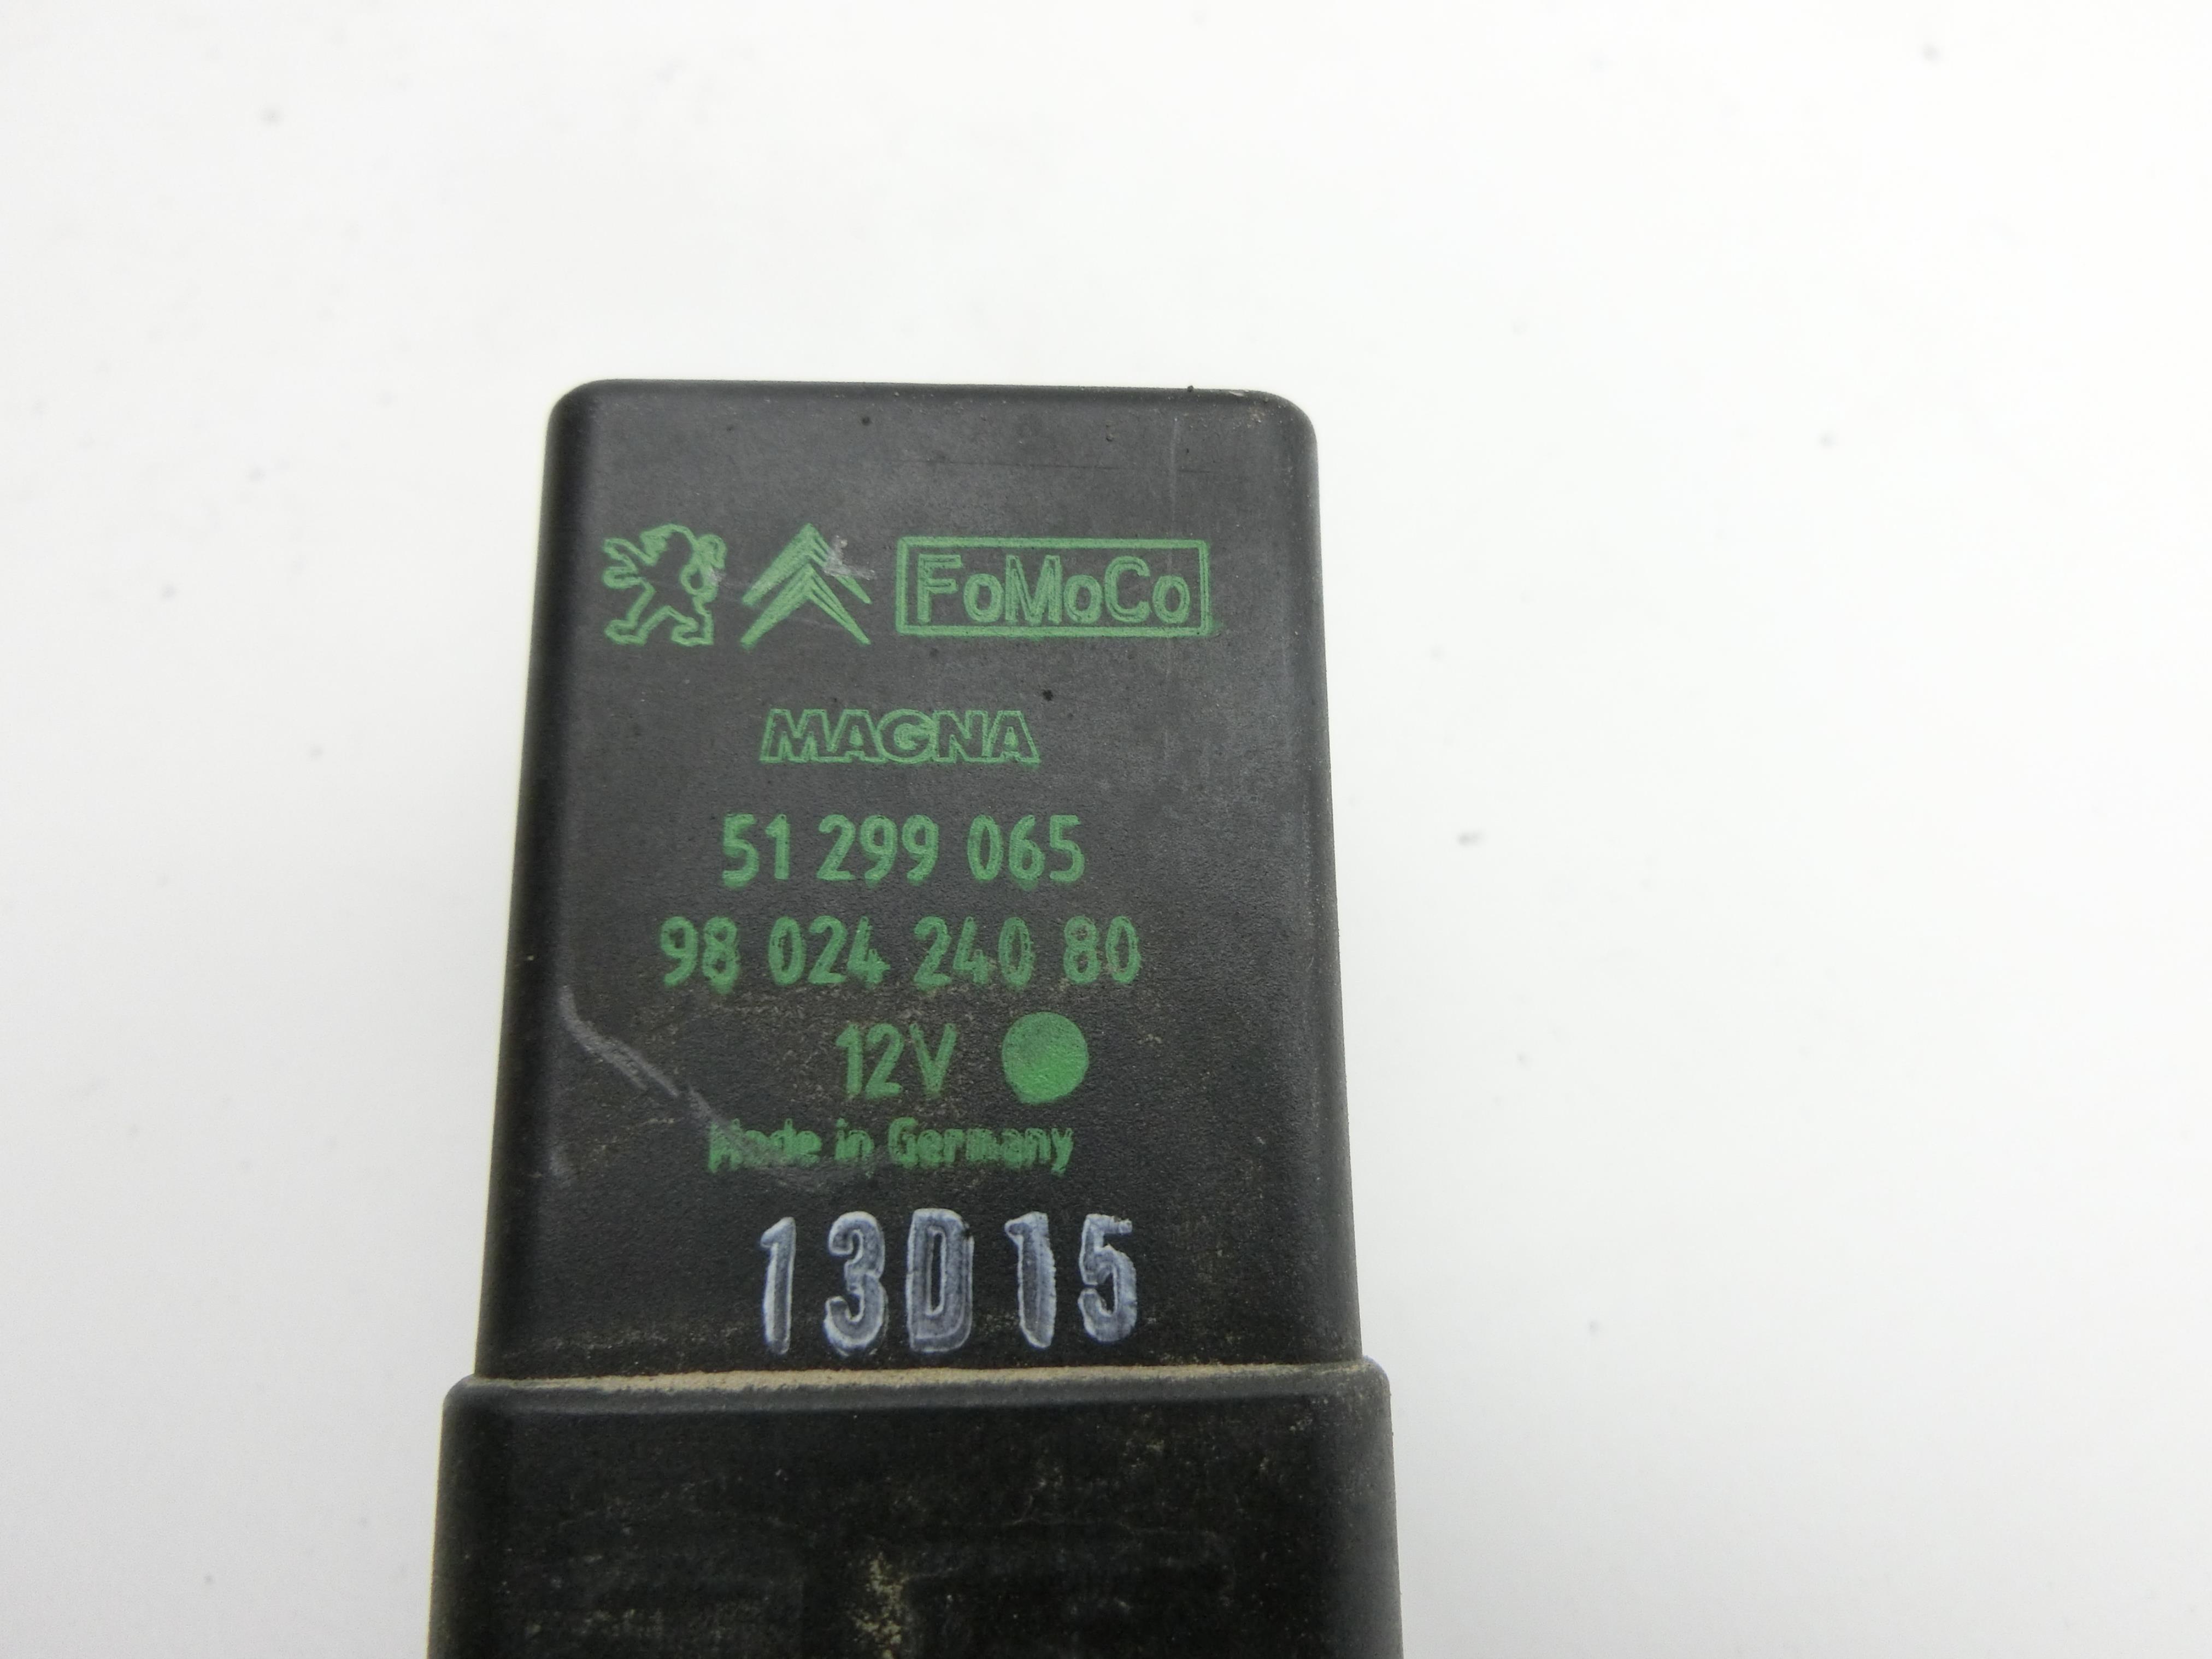 FoMoCo
MAGNA
51 299 065
98 024 240 80
12V
Made in Germany
13D15